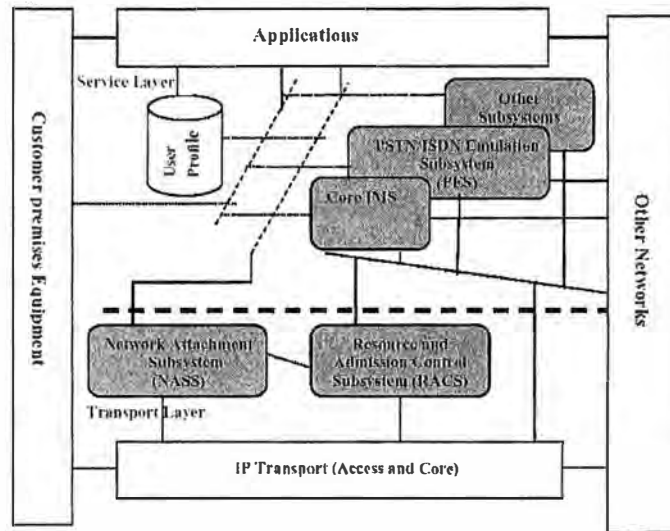 Applications
Service Layer
Other
Subsystems
User
Profile
PSTN/ISDN Emulation
Subsystem
(PES)
Core IMS
Customer premises Equipment
Other Networks
Network Attachment
Subsystem
(NASS)
Resource and
Admission Control
Subsystem (RACS)
Transport Layer
IP Transport (Access and Core)